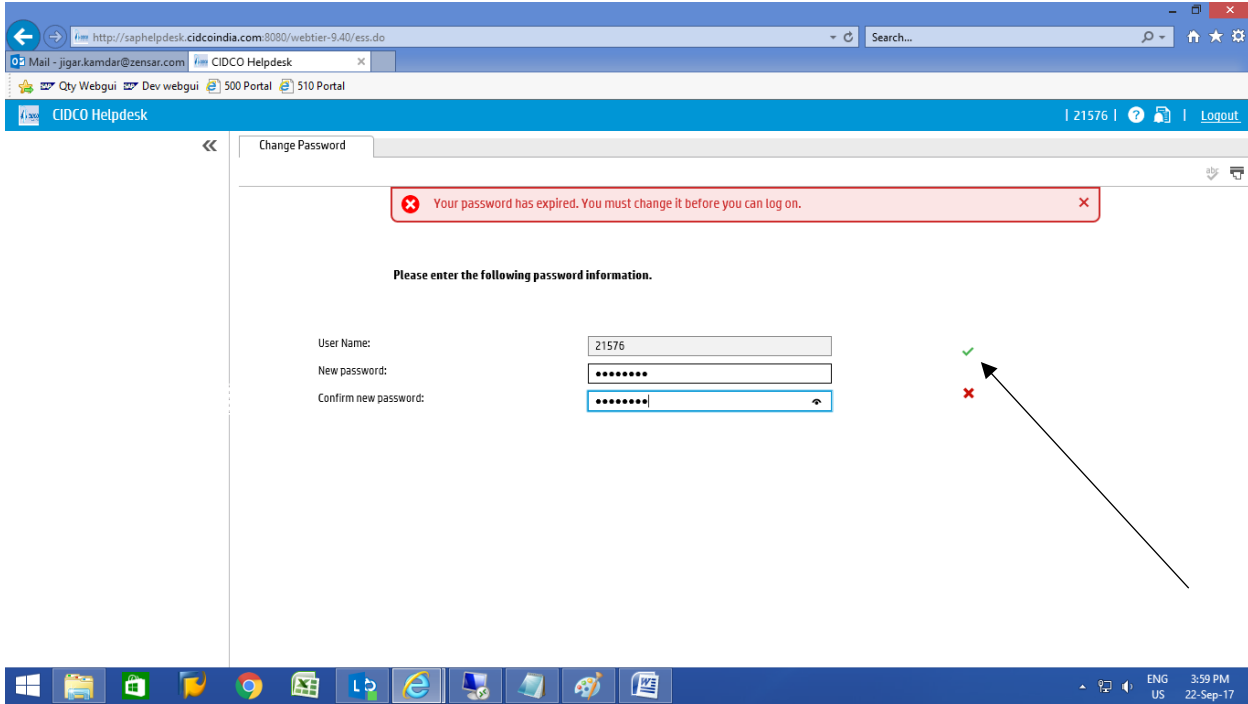 http://saphelpdesk.cidcoindia.com:8080/webtier-9.40/ess.do
Search...
Mail - jigar.kamdar@zensar.com
CIDCO Helpdesk
Qty Webgui
Dev webgui
500 Portal
510 Portal
CIDCO Helpdesk
| 21576 |
| Logout
Change Password
abc
Your password has expired. You must change it before you can log on.
Please enter the following password information.
User Name:
21576
New password:
••••••••
Confirm new password:
••••••••
ENG
US
3:59 PM
22-Sep-17